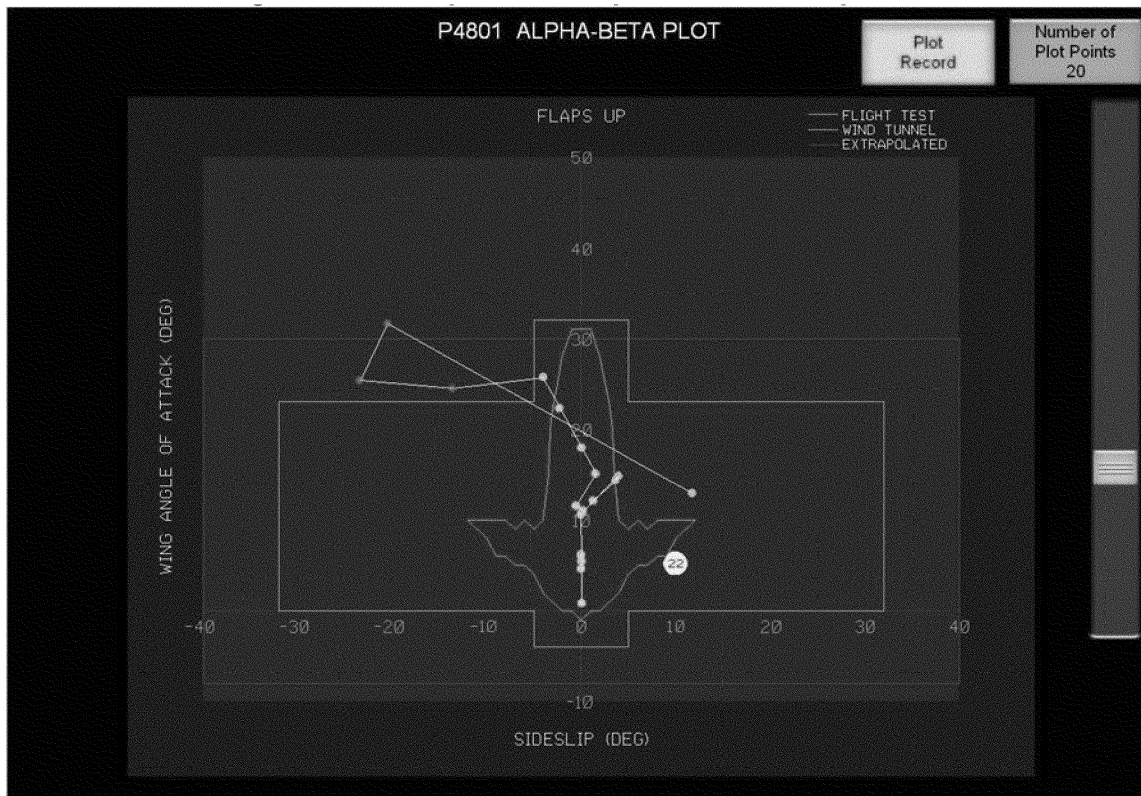 P4801 ALPHA-BETA PLOT
Plot
Record
Number of
Plot Points
20
FLAPS UP
FLIGHT TEST
WIND TUNNEL
EXTRAPOLATED
WING ANGLE OF ATTACK (DEG)
50
40
30
20
10
22
-40 -30 -20 -10 0 10 20 30 40
-10
SIDESLIP (DEG)